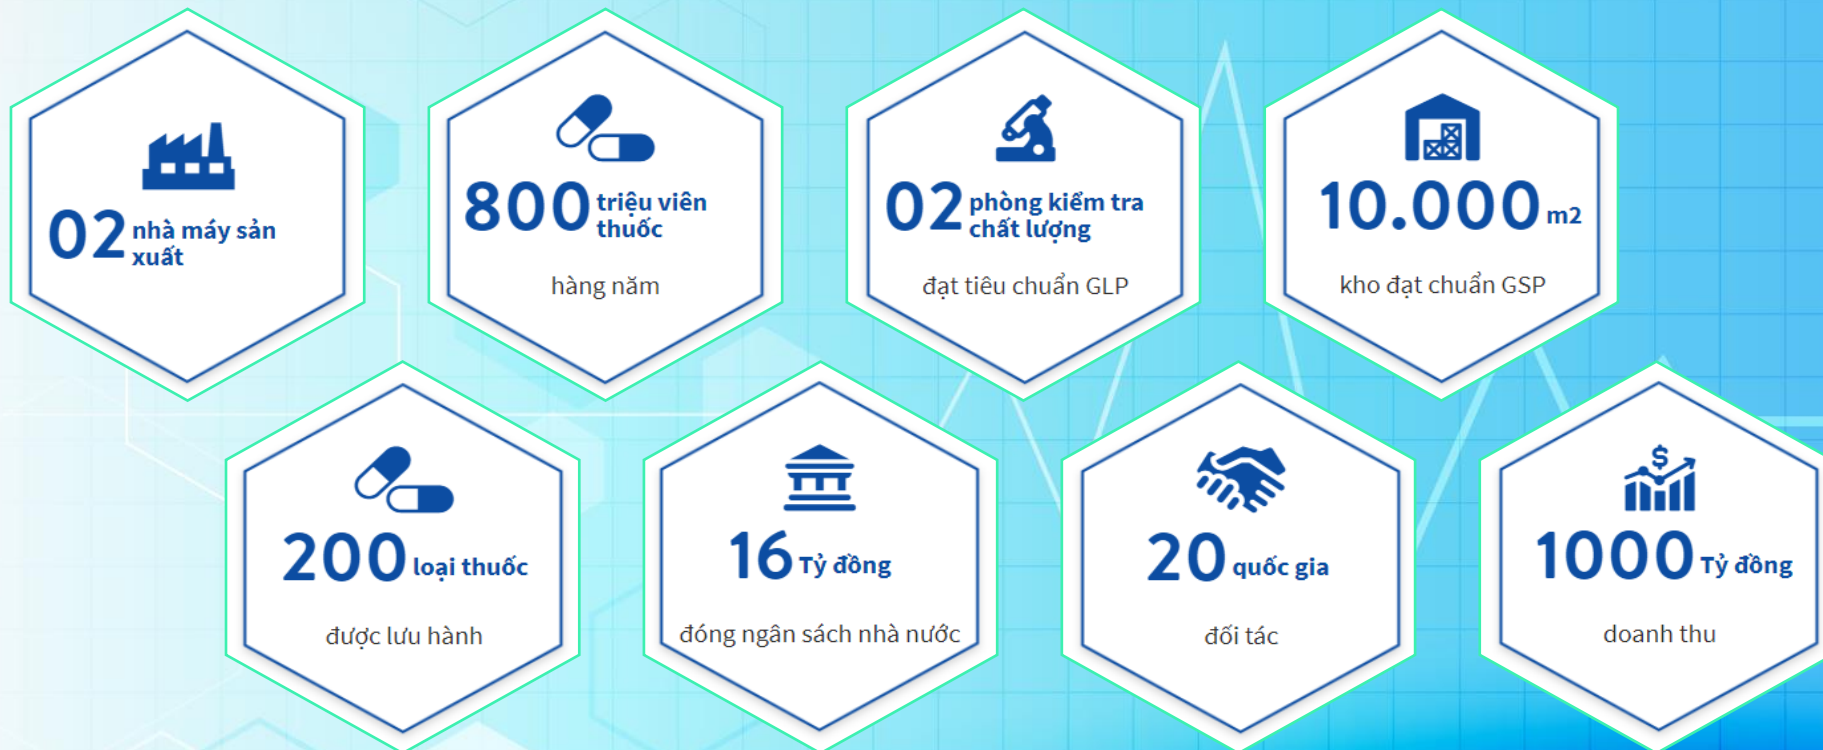 02 nhà máy sản
xuất
800 triệu viên
thuốc
hàng năm
02 phòng kiểm tra
chất lượng
đạt tiêu chuẩn GLP
10.000 m2
kho đạt chuẩn GSP
200 loại thuốc
được lưu hành
16 Tỷ đồng
đóng ngân sách nhà nước
20 quốc gia
đối tác
$
1000 Tỷ đồng
doanh thu